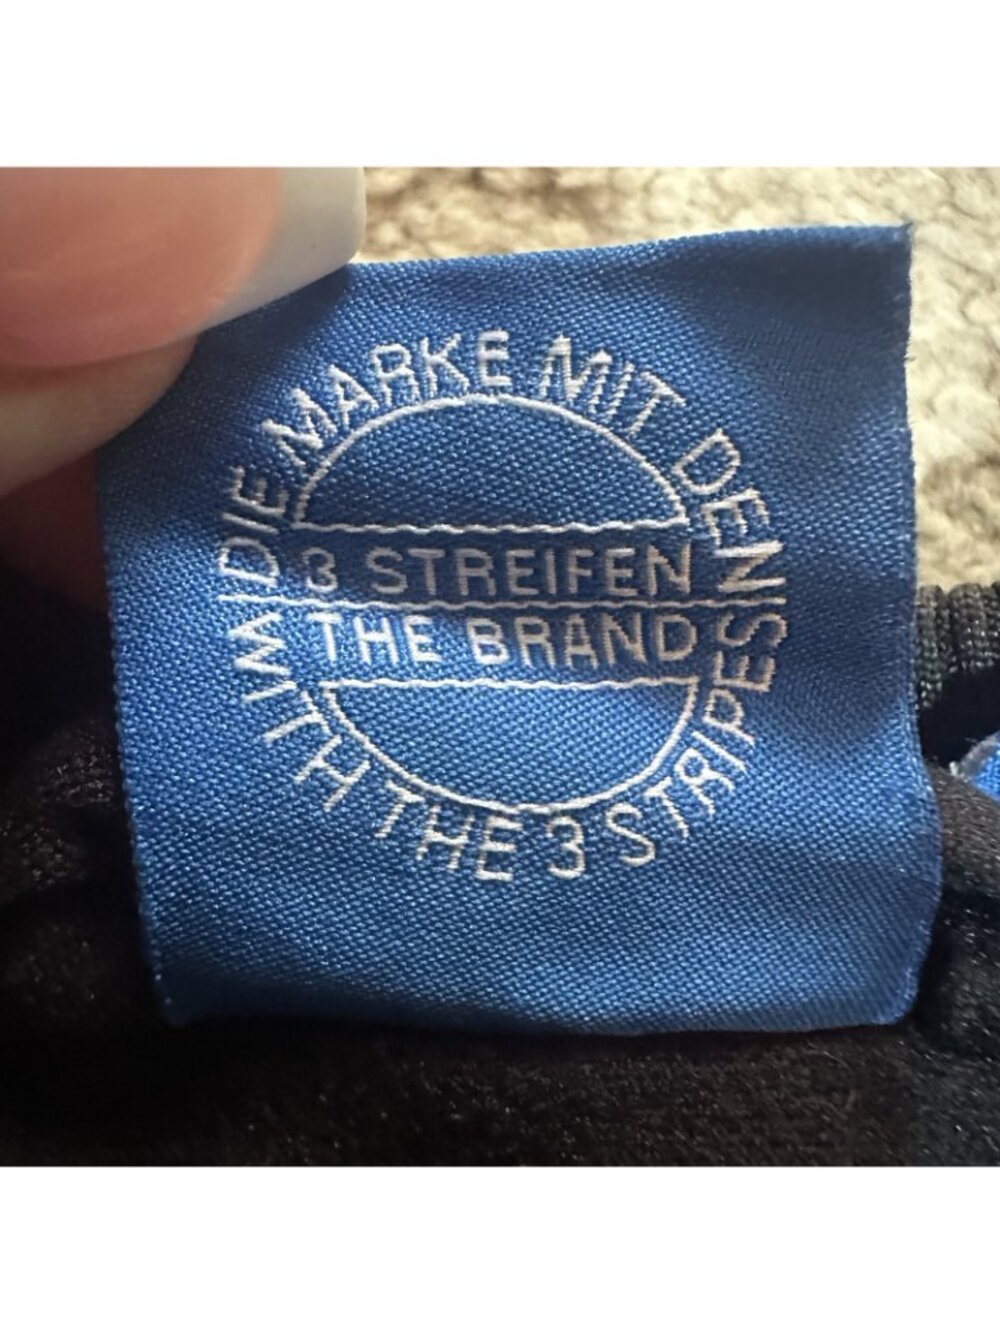 DIE MARKE MIT DEN
3 STREIFEN
THE BRAND
WITH THE 3 STRIPES